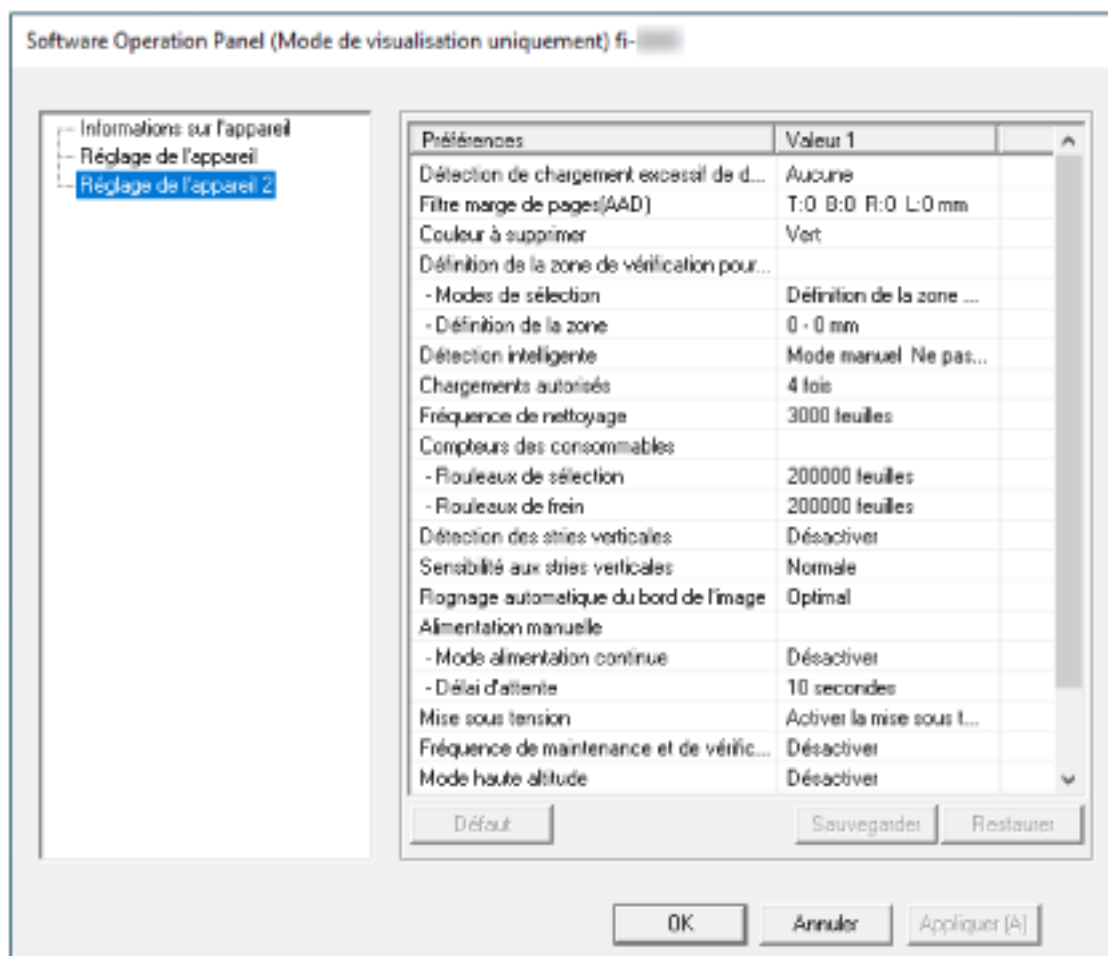 Software Operation Panel (Mode de visualisation uniquement) fi-
Informations sur l'appareil
Réglage de l'appareil
Réglage de l'appareil 2
Préférences Valeur 1
Détection de chargement excessif de d... Aucune
Filtre marge de pages(AAD) T:0 B:0 R:0 L:0 mm
Couleur à supprimer Vert
Définition de la zone de vérification pour...
- Modes de sélection Définition de la zone ...
- Définition de la zone 0 - 0 mm
Détection intelligente Mode manuel Ne pas...
Chargements autorisés 4 fois
Fréquence de nettoyage 3000 feuilles
Compteurs des consommables
- Rouleaux de sélection 200000 feuilles
- Rouleaux de frein 200000 feuilles
Détection des stries verticales Désactiver
Sensibilité aux stries verticales Normale
Rognage automatique du bord de l'image Optimal
Alimentation manuelle
- Mode alimentation continue Désactiver
- Délai d'attente 10 secondes
Mise sous tension Activer la mise sous t...
Fréquence de maintenance et de vérific... Désactiver
Mode haute altitude Désactiver
Défaut Sauvegarder Restaurer
OK Annuler Appliquer (A)